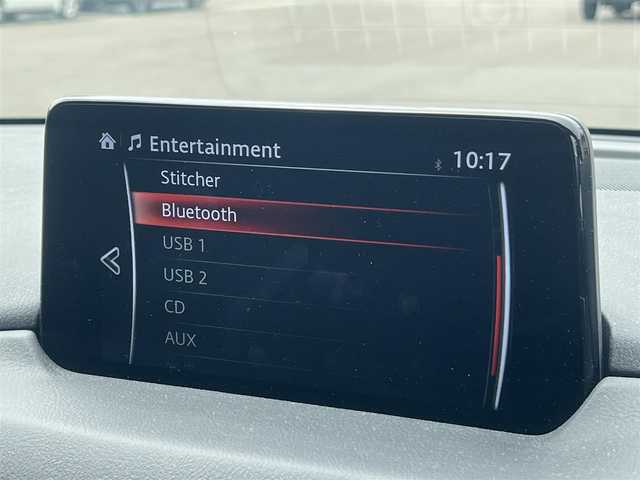 Entertainment
10:17
Stitcher
Bluetooth
USB 1
USB 2
CD
AUX